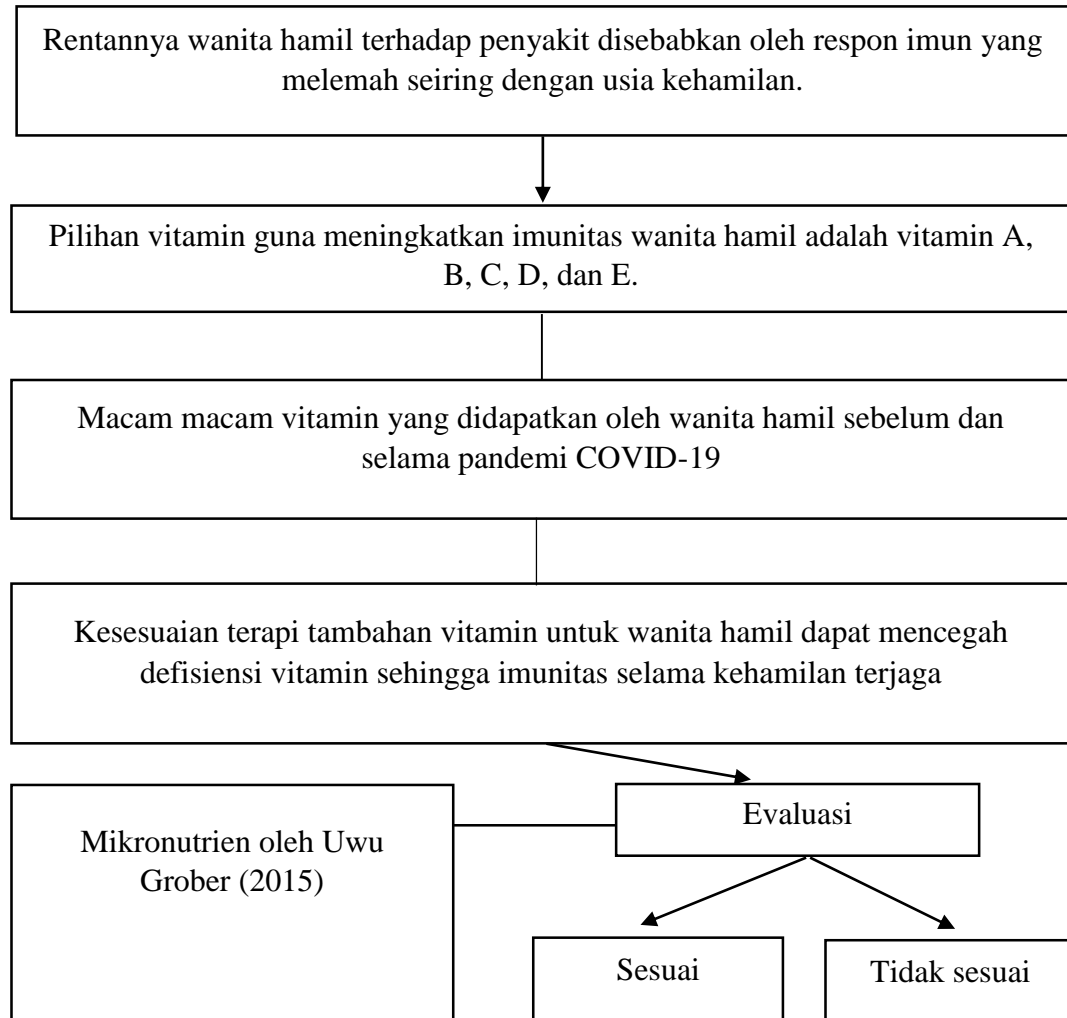 Rentannya wanita hamil terhadap penyakit disebabkan oleh respon imun yang
melemah seiring dengan usia kehamilan.
Pilihan vitamin guna meningkatkan imunitas wanita hamil adalah vitamin A,
B, C, D, dan E.
Macam macam vitamin yang didapatkan oleh wanita hamil sebelum dan
selama pandemi COVID-19
Kesesuaian terapi tambahan vitamin untuk wanita hamil dapat mencegah
defisiensi vitamin sehingga imunitas selama kehamilan terjaga
Evaluasi
Mikronutrien oleh Uwu
Grober (2015)
Sesuai
Tidak sesuai